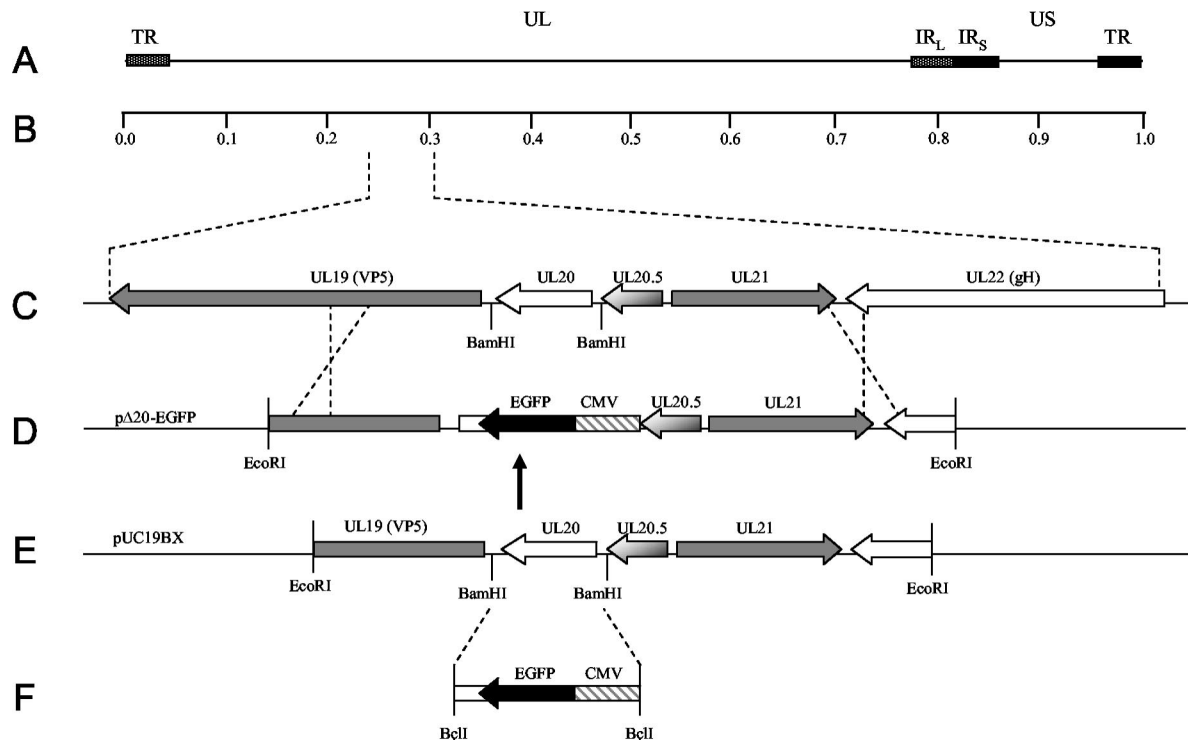 UL US
TR IR_L IR_S TR
A
B
0.0 0.1 0.2 0.3 0.4 0.5 0.6 0.7 0.8 0.9 1.0
UL19 (VP5) UL20 UL20.5 UL21 UL22 (gH)
C
BamHI BamHI
pΔ20-EGFP EGFP CMV UL20.5 UL21
D
EcoRI EcoRI
pUC19BX UL19 (VP5) UL20 UL20.5 UL21
E
EcoRI BamHI BamHI EcoRI
EGFP CMV
F
BclI BclI